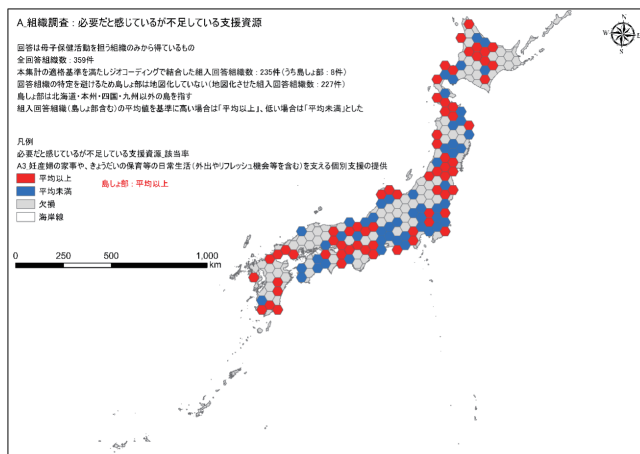 A.組織調査：必要だと感じているが不足している支援資源
回答は母子保健活動を担う組織のみから得ているもの
全回答組織数：359件
本集計の適格基準を満たしジオコーディングで結合した組入回答組織数：235件(うち島しょ部：8件)
回答組織の特定を避けるため島しょ部は地図化していない(地図化させた組入回答組織数：227件)
島しょ部は北海道・本州・四国・九州以外の島を指す
組入回答組織(島しょ部含む)の平均値を基準に高い場合は「平均以上」、低い場合は「平均未満」とした
凡例
必要だと感じているが不足している支援資源_該当率
A3_妊産婦の家事や、きょうだいの保育等の日常生活(外出やリフレッシュ機会等を含む)を支える個別支援の提供
平均以上
島しょ部：平均以上
平均未満
欠損
海岸線
0 250 500 1,000
km
N
W E
S